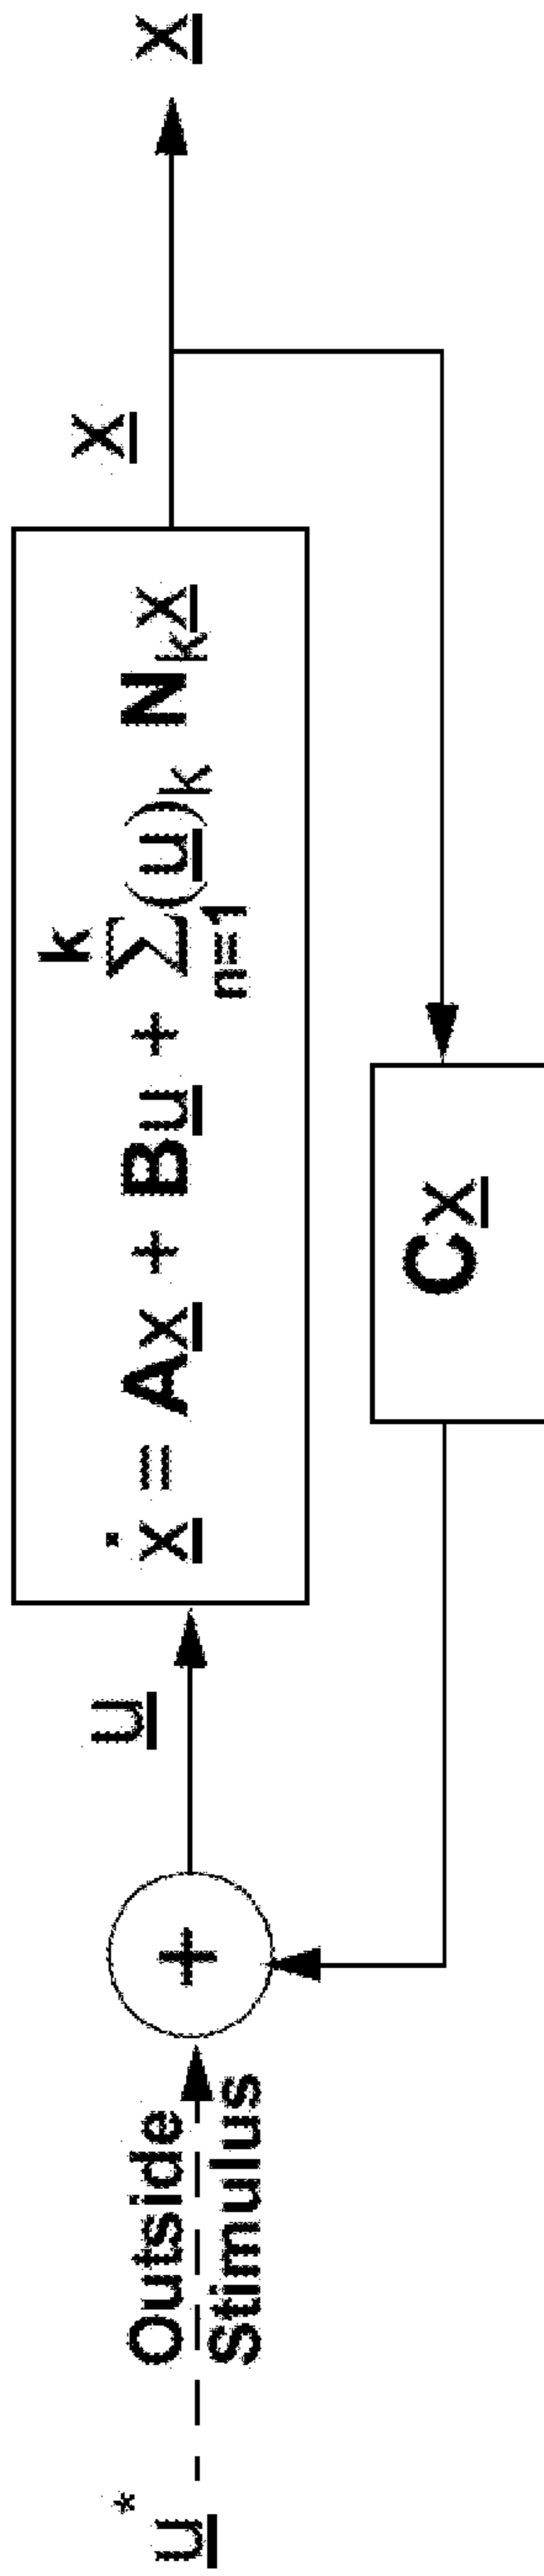 u* Outside Stimulus
+
u
ẋ = Ax + Bu + ∑(u)ₖ Nₖx
k
n=1
x
x
Cx